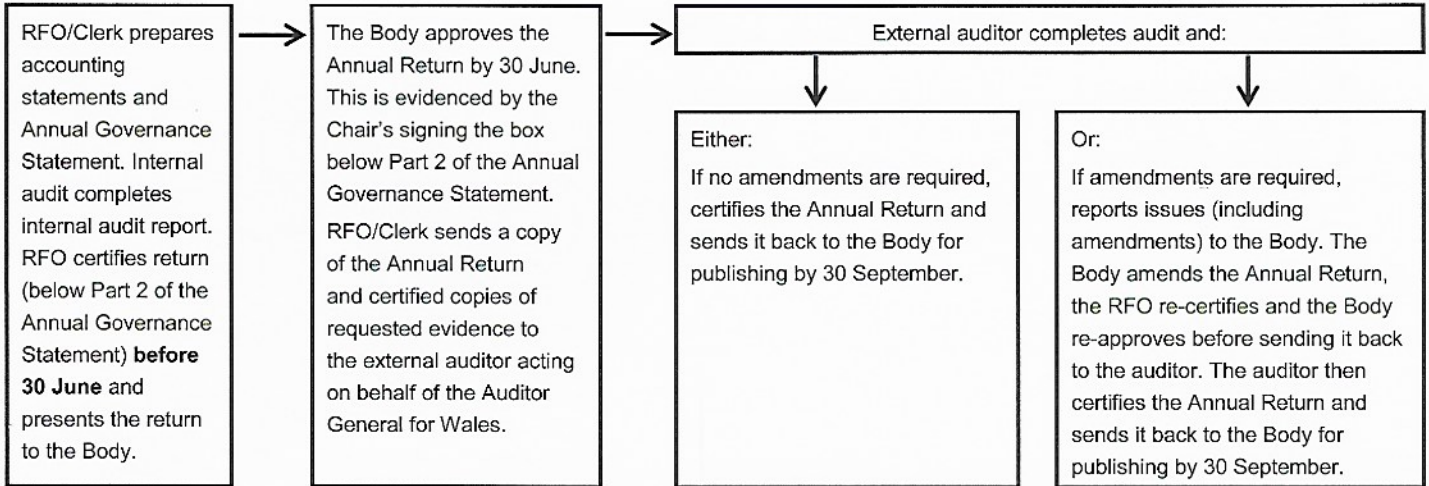 RFO/Clerk prepares
accounting
statements and
Annual Governance
Statement. Internal
audit completes
internal audit report.
RFO certifies return
(below Part 2 of the
Annual Governance
Statement) before
30 June and
presents the return
to the Body.
The Body approves the
Annual Return by 30 June.
This is evidenced by the
Chair's signing the box
below Part 2 of the Annual
Governance Statement.
RFO/Clerk sends a copy
of the Annual Return
and certified copies of
requested evidence to
the external auditor acting
on behalf of the Auditor
General for Wales.
External auditor completes audit and:
Either:
If no amendments are required,
certifies the Annual Return and
sends it back to the Body for
publishing by 30 September.
Or:
If amendments are required,
reports issues (including
amendments) to the Body. The
Body amends the Annual Return,
the RFO re-certifies and the Body
re-approves before sending it back
to the auditor. The auditor then
certifies the Annual Return and
sends it back to the Body for
publishing by 30 September.